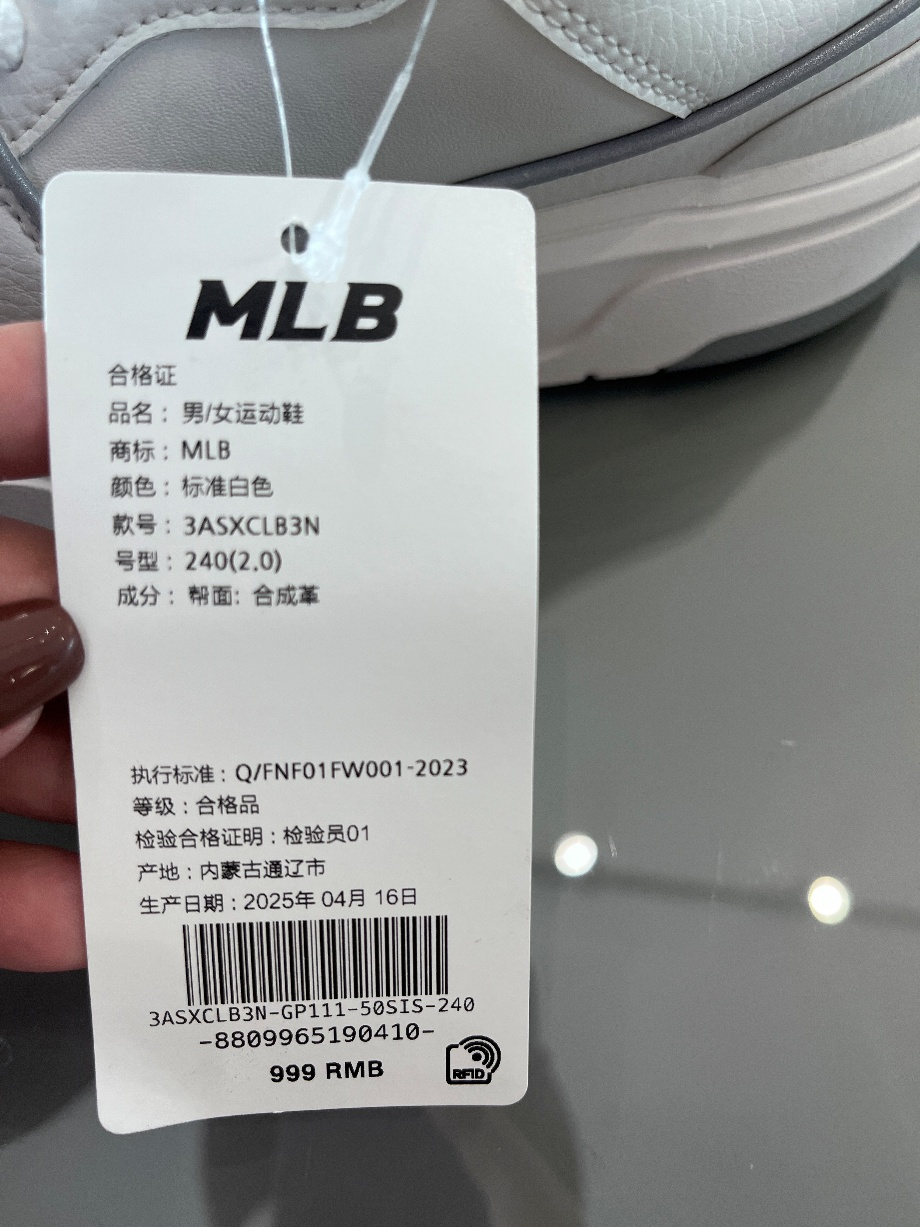 MLB
合格证
品名：男/女运动鞋
商标：MLB
颜色：标准白色
款号：3ASXCLB3N
号型：240(2.0)
成分：帮面: 合成革
执行标准：Q/FNF01FW001-2023
等级：合格品
检验合格证明：检验员01
产地：内蒙古通辽市
生产日期：2025年 04月 16日
3ASXCLB3N-GP111-50SIS-240
-8809965190410-
999 RMB
RFID